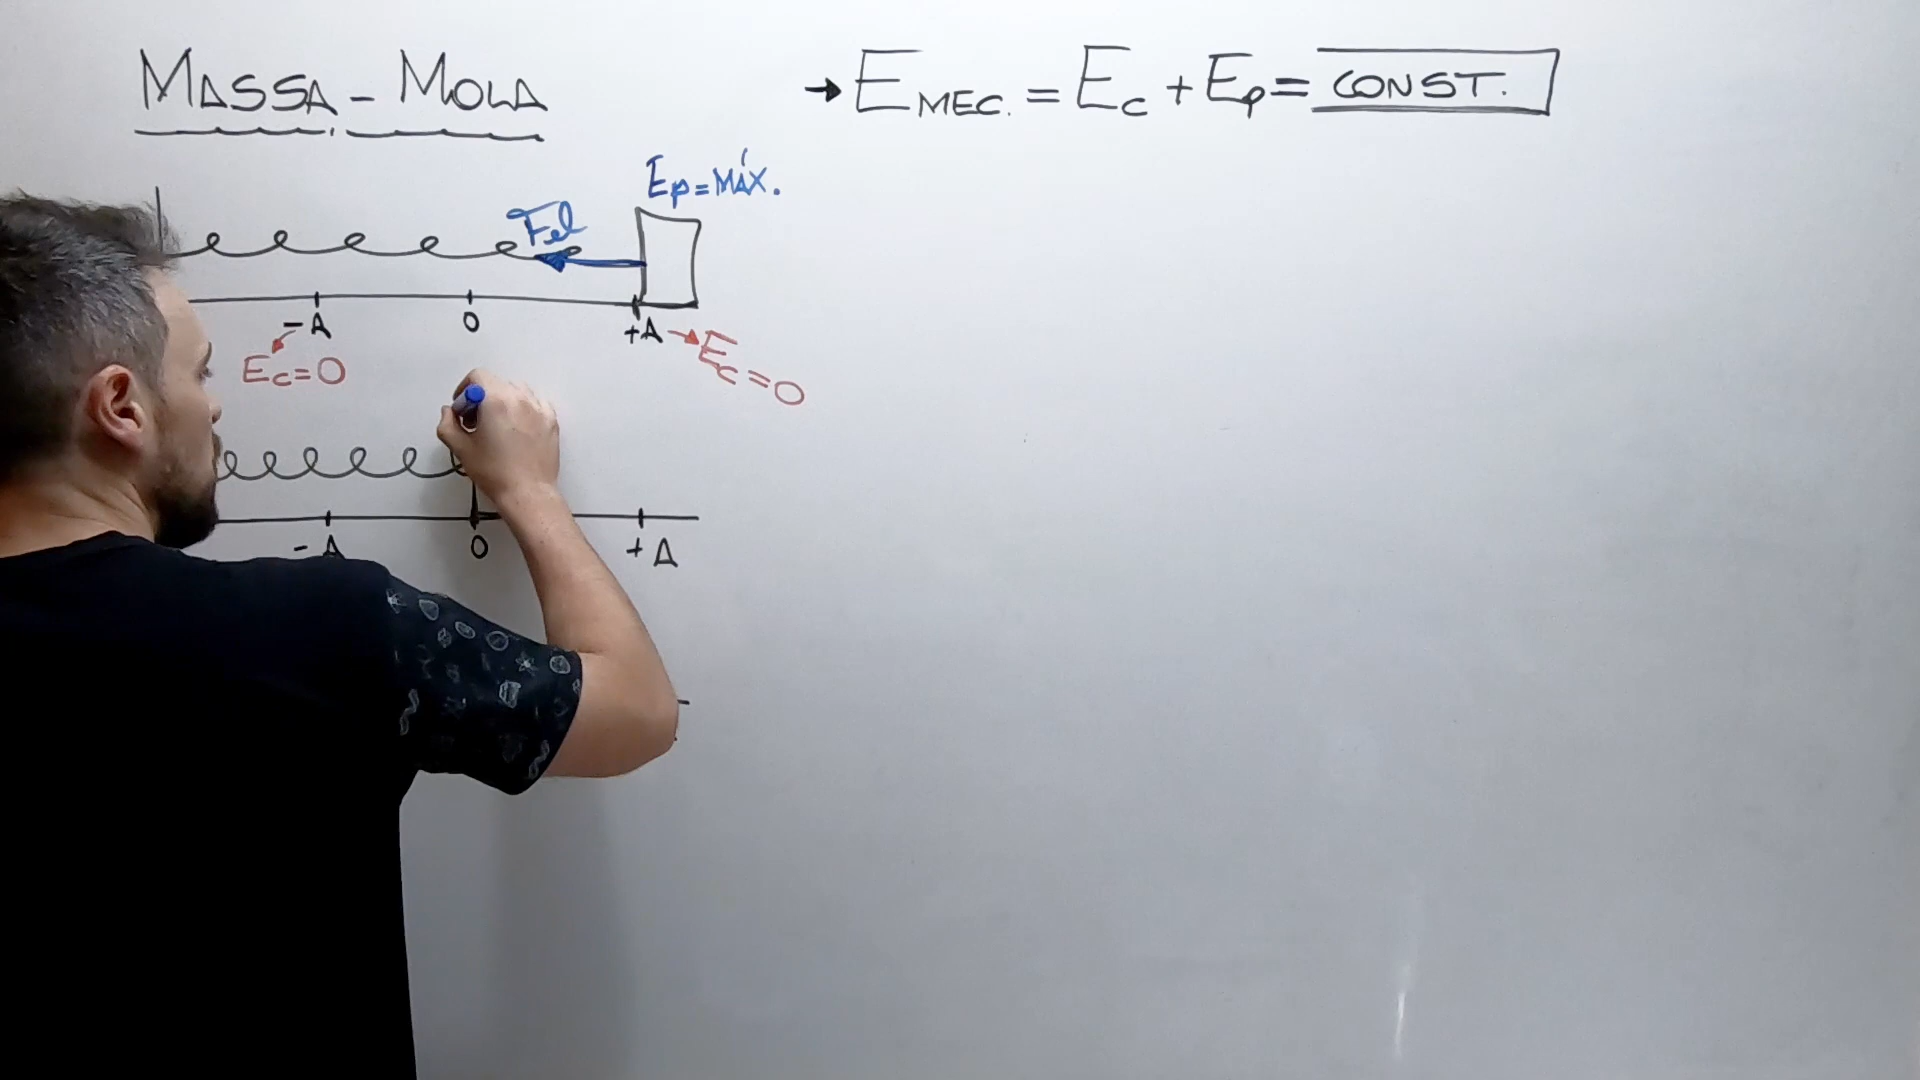 MASSA - MOLA
→ EMEC. = Ec + Ep = CONST.
Ep = MÁX.
Fel
-A 0 +A
Ec = 0
Ec = 0
-A 0 +A